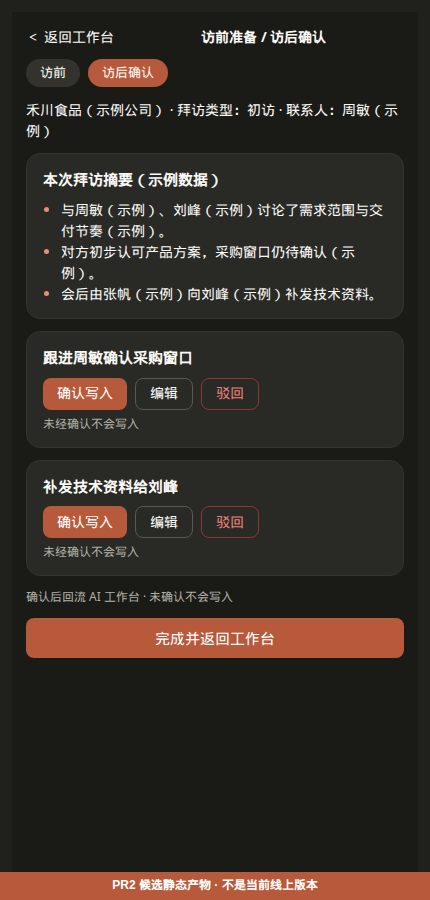 < 返回工作台
访前准备 / 访后确认
访前
访后确认
禾川食品（示例公司） · 拜访类型：初访 · 联系人：周敏（示
例）
本次拜访摘要（示例数据）
与周敏（示例）、刘峰（示例）讨论了需求范围与交
付节奏（示例）。
对方初步认可产品方案，采购窗口仍待确认（示
例）。
会后由张帆（示例）向刘峰（示例）补发技术资料。
跟进周敏确认采购窗口
确认写入
编辑
驳回
未经确认不会写入
补发技术资料给刘峰
确认写入
编辑
驳回
未经确认不会写入
确认后回流 AI 工作台 · 未确认不会写入
完成并返回工作台
PR2 候选静态产物 · 不是当前线上版本